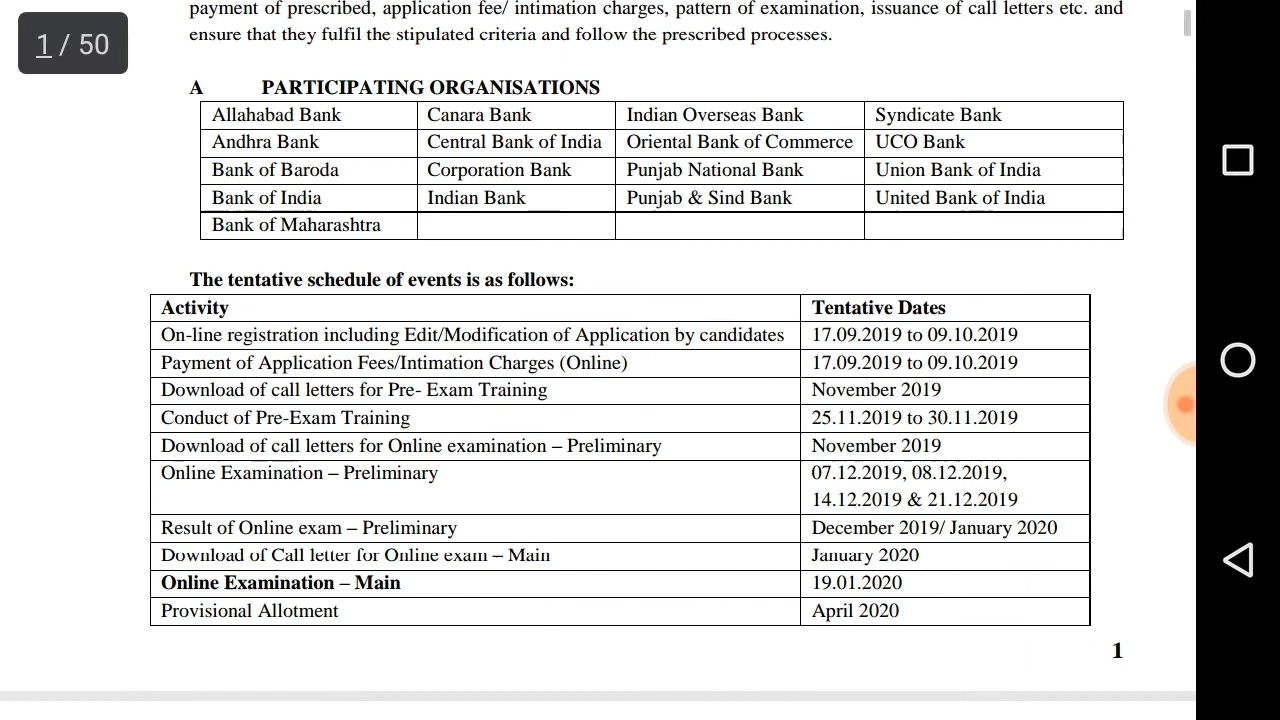 1 / 50
payment of prescribed, application fee/ intimation charges, pattern of examination, issuance of call letters etc. and
ensure that they fulfil the stipulated criteria and follow the prescribed processes.
A PARTICIPATING ORGANISATIONS
Allahabad Bank Canara Bank Indian Overseas Bank Syndicate Bank
Andhra Bank Central Bank of India Oriental Bank of Commerce UCO Bank
Bank of Baroda Corporation Bank Punjab National Bank Union Bank of India
Bank of India Indian Bank Punjab & Sind Bank United Bank of India
Bank of Maharashtra
The tentative schedule of events is as follows:
Activity Tentative Dates
On-line registration including Edit/Modification of Application by candidates 17.09.2019 to 09.10.2019
Payment of Application Fees/Intimation Charges (Online) 17.09.2019 to 09.10.2019
Download of call letters for Pre- Exam Training November 2019
Conduct of Pre-Exam Training 25.11.2019 to 30.11.2019
Download of call letters for Online examination – Preliminary November 2019
Online Examination – Preliminary 07.12.2019, 08.12.2019,
14.12.2019 & 21.12.2019
Result of Online exam – Preliminary December 2019/ January 2020
Download of Call letter for Online exam – Main January 2020
Online Examination – Main 19.01.2020
Provisional Allotment April 2020
1